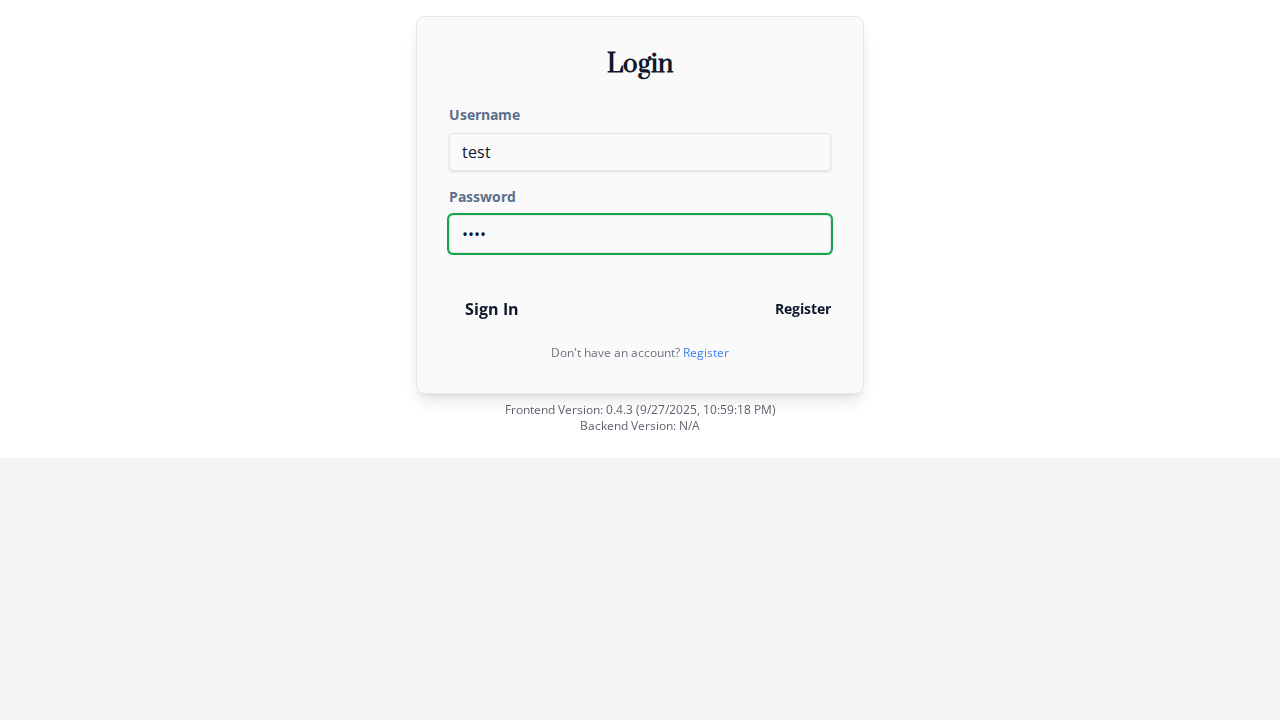 Login
Username
test
Password
••••
Sign In
Register
Don't have an account? Register
Frontend Version: 0.4.3 (9/27/2025, 10:59:18 PM)
Backend Version: N/A